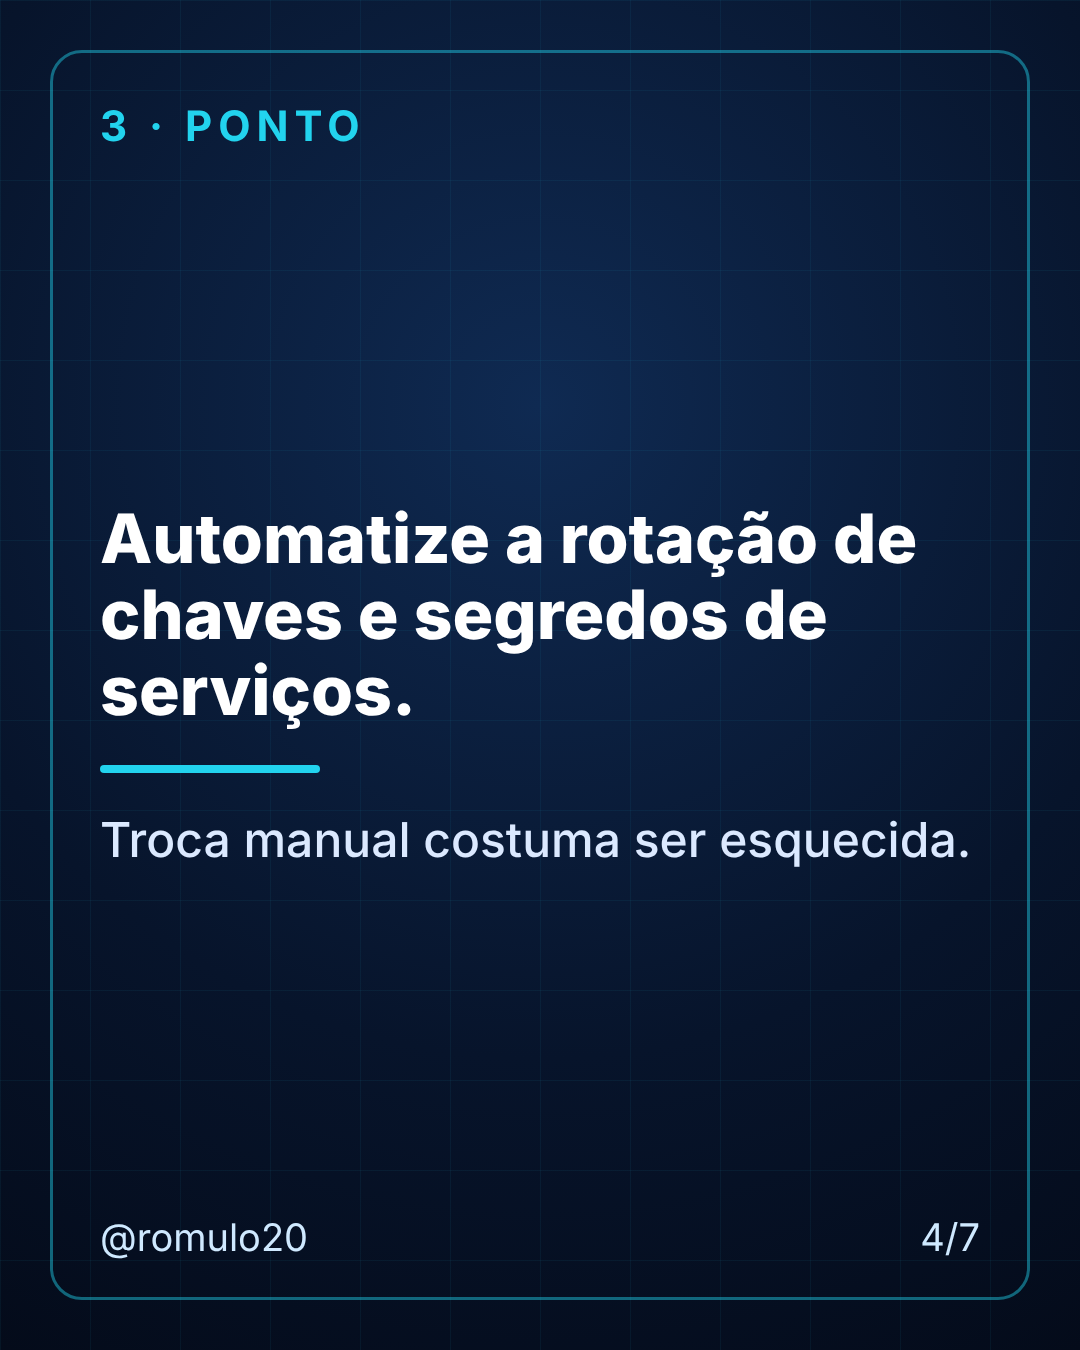 3 · PONTO
Automatize a rotação de
chaves e segredos de
serviços.
Troca manual costuma ser esquecida.
@romulo20
4/7